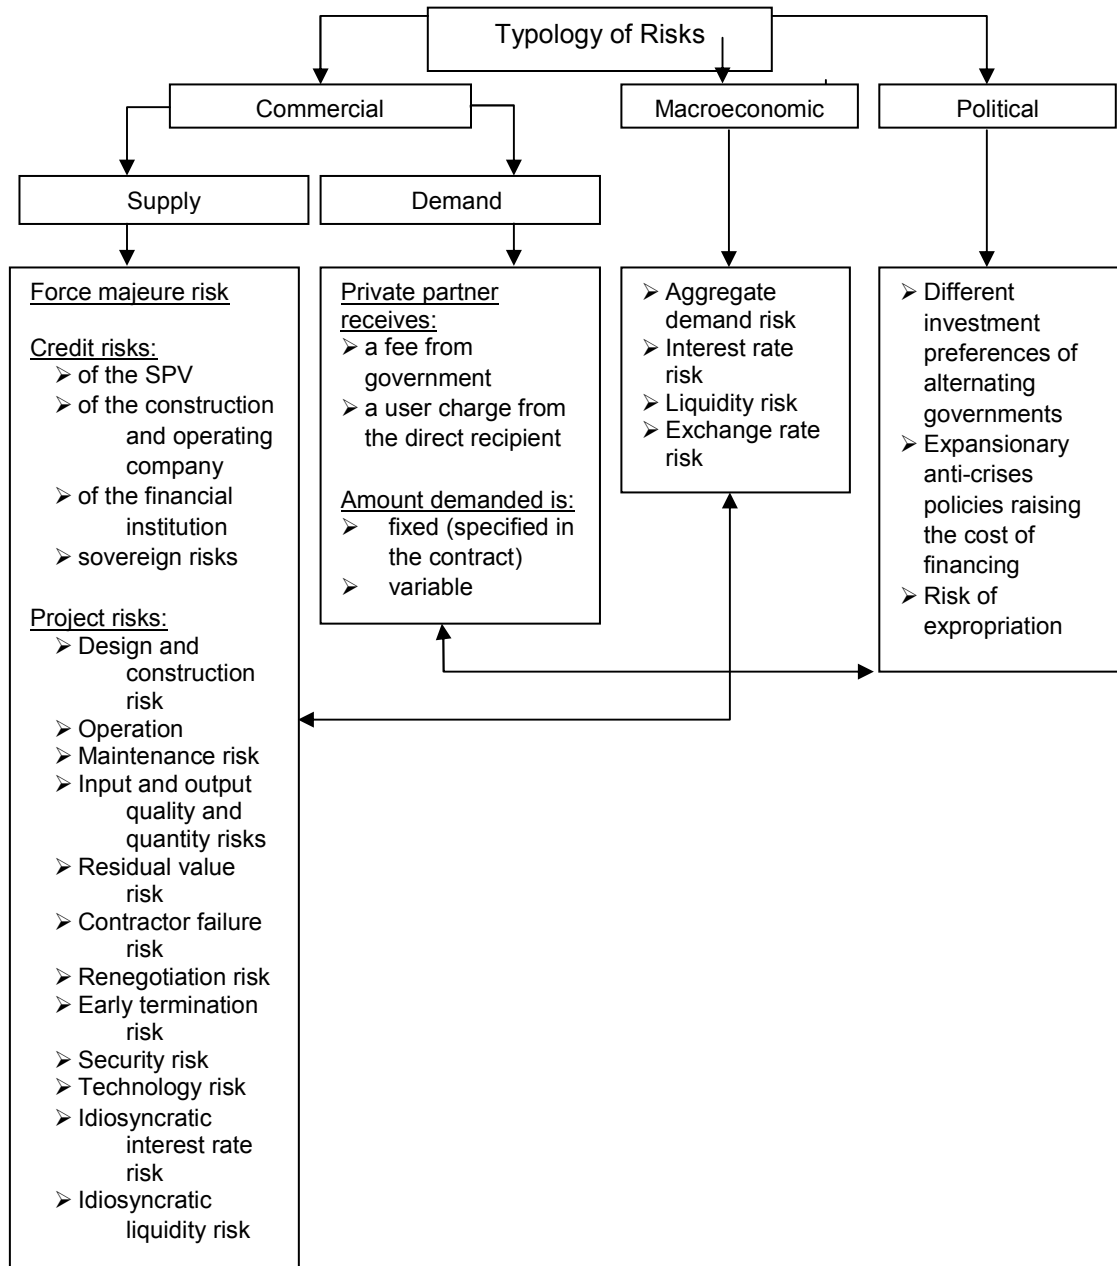 Typology of Risks
Commercial
Macroeconomic
Political
Supply
Demand
Force majeure risk
Credit risks:
➢ of the SPV
➢ of the construction
and operating
company
➢ of the financial
institution
➢ sovereign risks
Project risks:
➢ Design and
construction
risk
➢ Operation
➢ Maintenance risk
➢ Input and output
quality and
quantity risks
➢ Residual value
risk
➢ Contractor failure
risk
➢ Renegotiation risk
➢ Early termination
risk
➢ Security risk
➢ Technology risk
➢ Idiosyncratic
interest rate
risk
➢ Idiosyncratic
liquidity risk
Private partner
receives:
➢ a fee from
government
➢ a user charge from
the direct recipient
Amount demanded is:
➢ fixed (specified in
the contract)
➢ variable
➢ Aggregate
demand risk
➢ Interest rate
risk
➢ Liquidity risk
➢ Exchange rate
risk
➢ Different
investment
preferences of
alternating
governments
➢ Expansionary
anti-crises
policies raising
the cost of
financing
➢ Risk of
expropriation